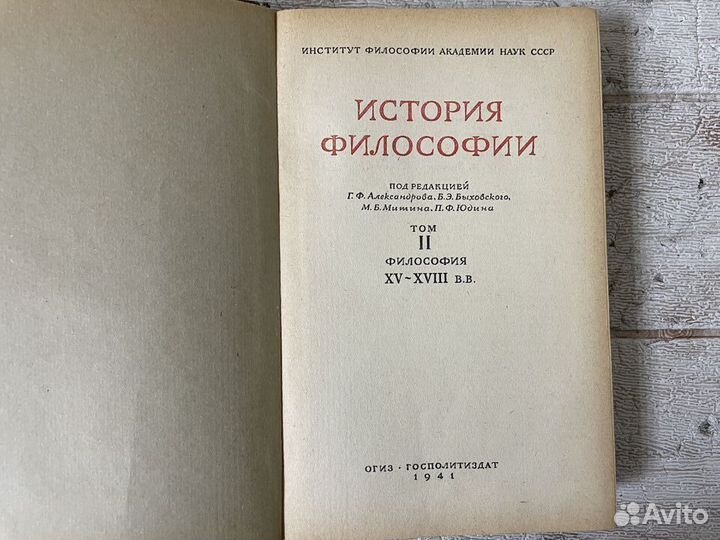 ИНСТИТУТ ФИЛОСОФИИ АКАДЕМИИ НАУК СССР
ИСТОРИЯ
ФИЛОСОФИИ
ПОД РЕДАКЦИЕЙ
Г.Ф.Александрова, Б.Э.Быховского,
М.Б.Митина, П.Ф.Юдина
ТОМ
II
ФИЛОСОФИЯ
XV~XVIII В.В.
ОГИЗ · ГОСПОЛИТИЗДАТ
1941
Avito